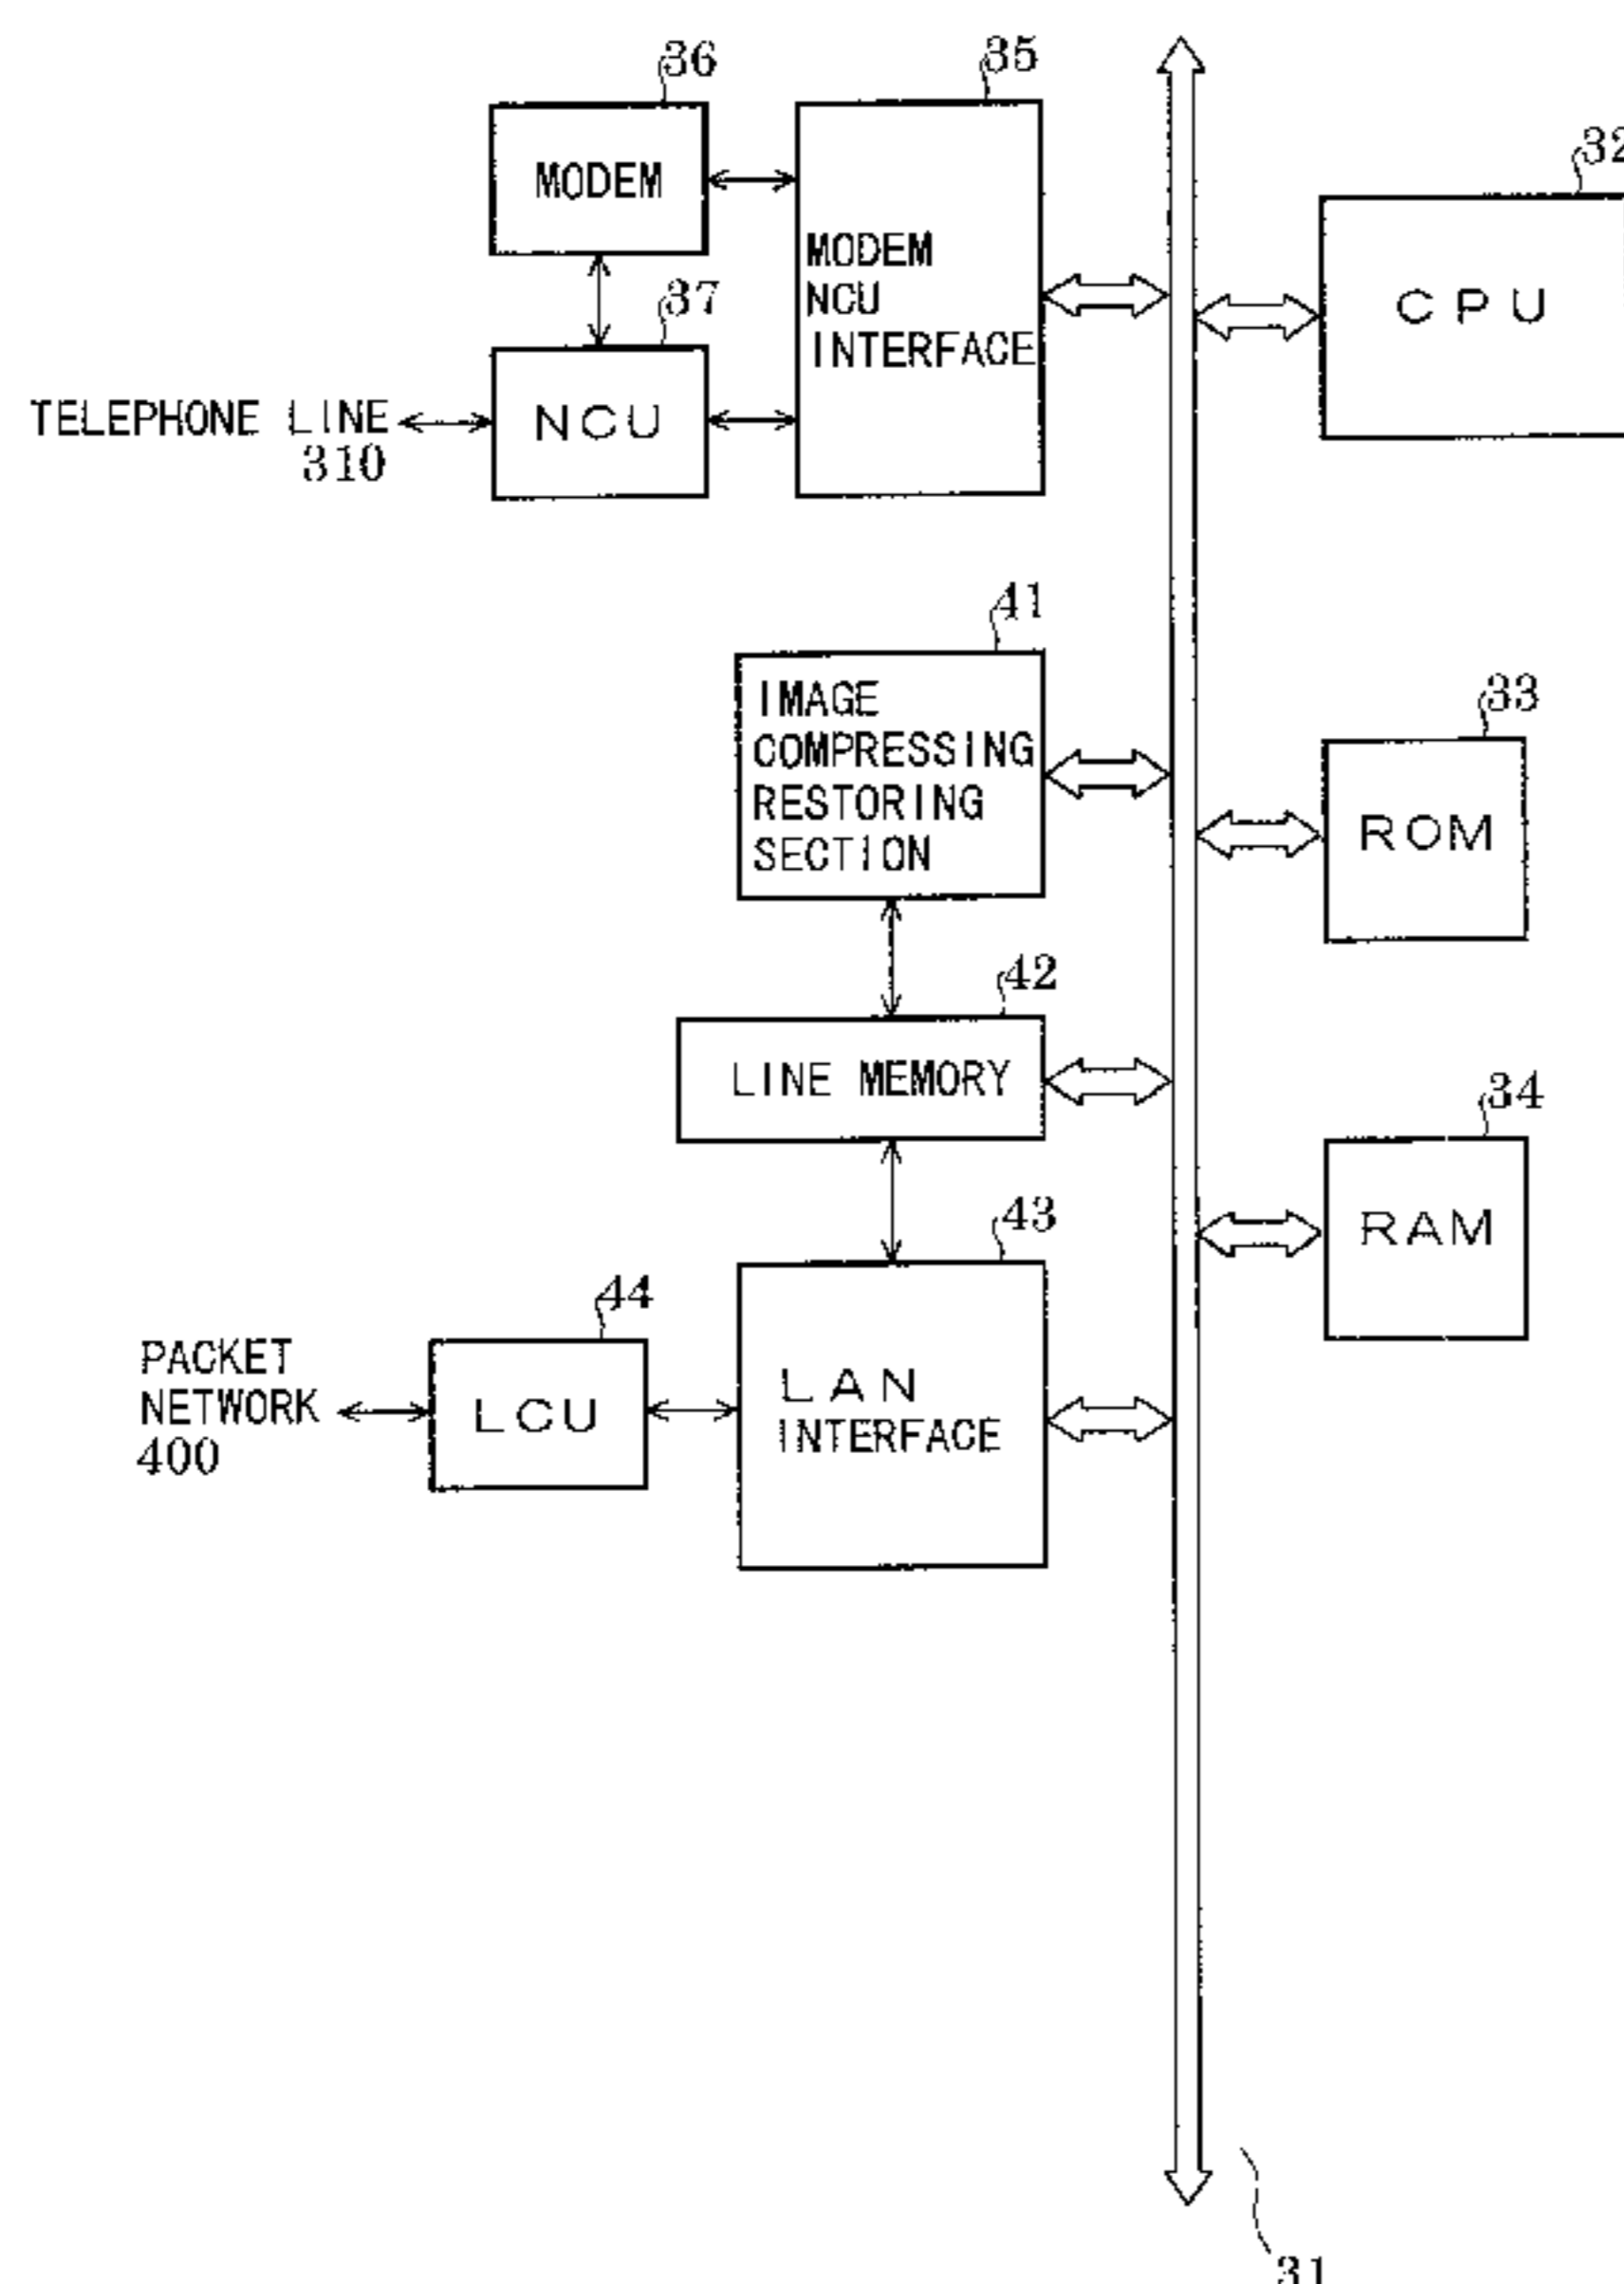 36
35
32
MODEM
MODEM
NCU
INTERFACE
CPU
37
NCU
TELEPHONE LINE
310
41
IMAGE
COMPRESSING
RESTORING
SECTION
33
ROM
42
LINE MEMORY
34
RAM
43
44
PACKET
NETWORK
400
LCU
LAN
INTERFACE
31